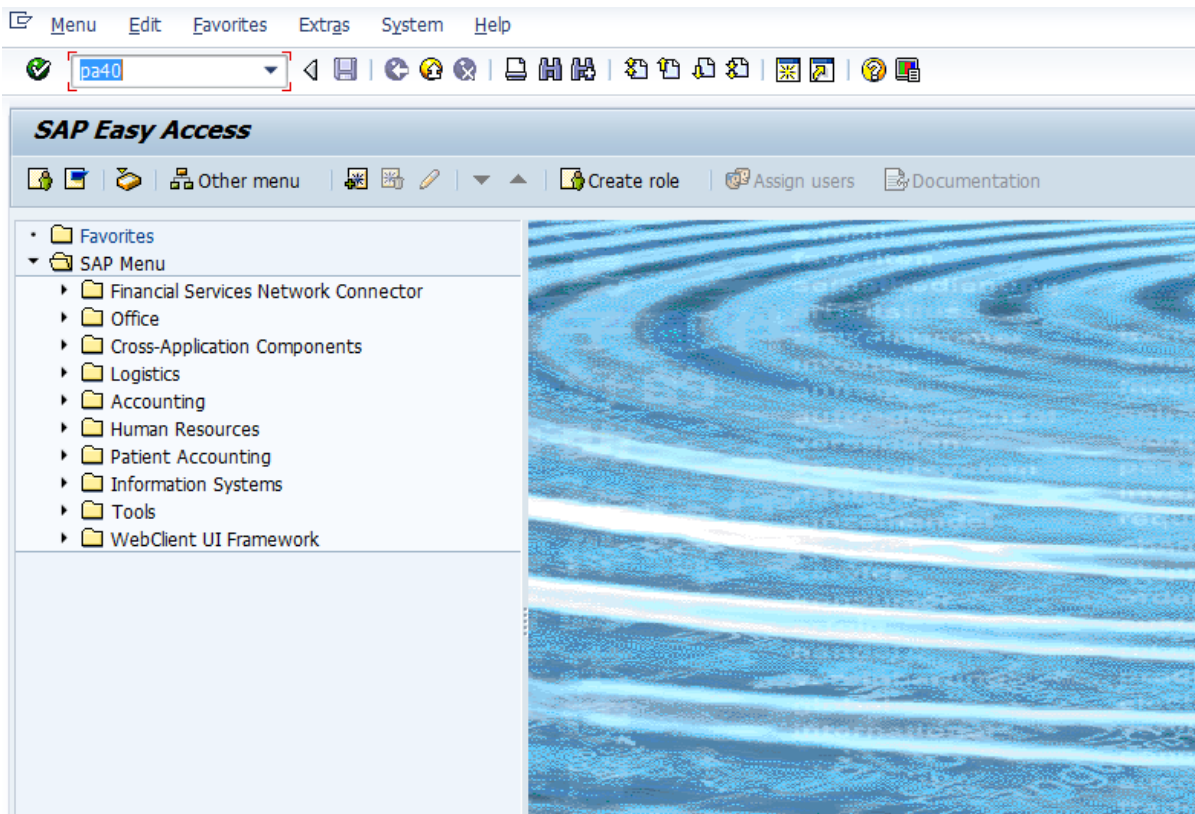 Menu Edit Favorites Extras System Help
pa40
SAP Easy Access
Other menu Create role Assign users Documentation
Favorites
SAP Menu
Financial Services Network Connector
Office
Cross-Application Components
Logistics
Accounting
Human Resources
Patient Accounting
Information Systems
Tools
WebClient UI Framework